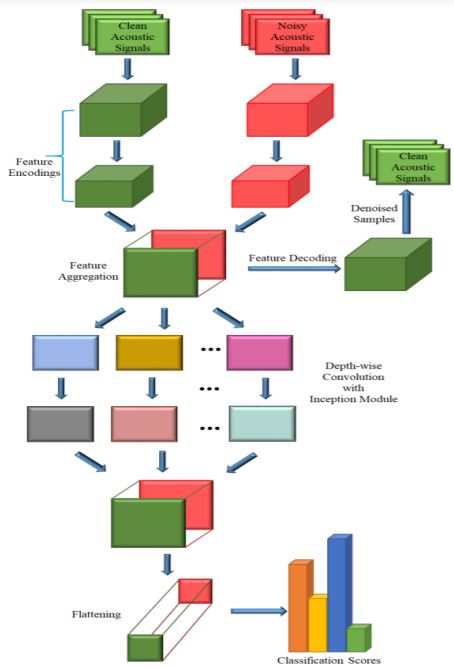 Clean
Acoustic
Signals
Noisy
Acoustic
Signals
Feature
Encodings
Clean
Acoustic
Signals
Denoised
Samples
Feature
Aggregation
Feature Decoding
Depth-wise
Convolution
with
Inception Module
Flattening
Classification Scores